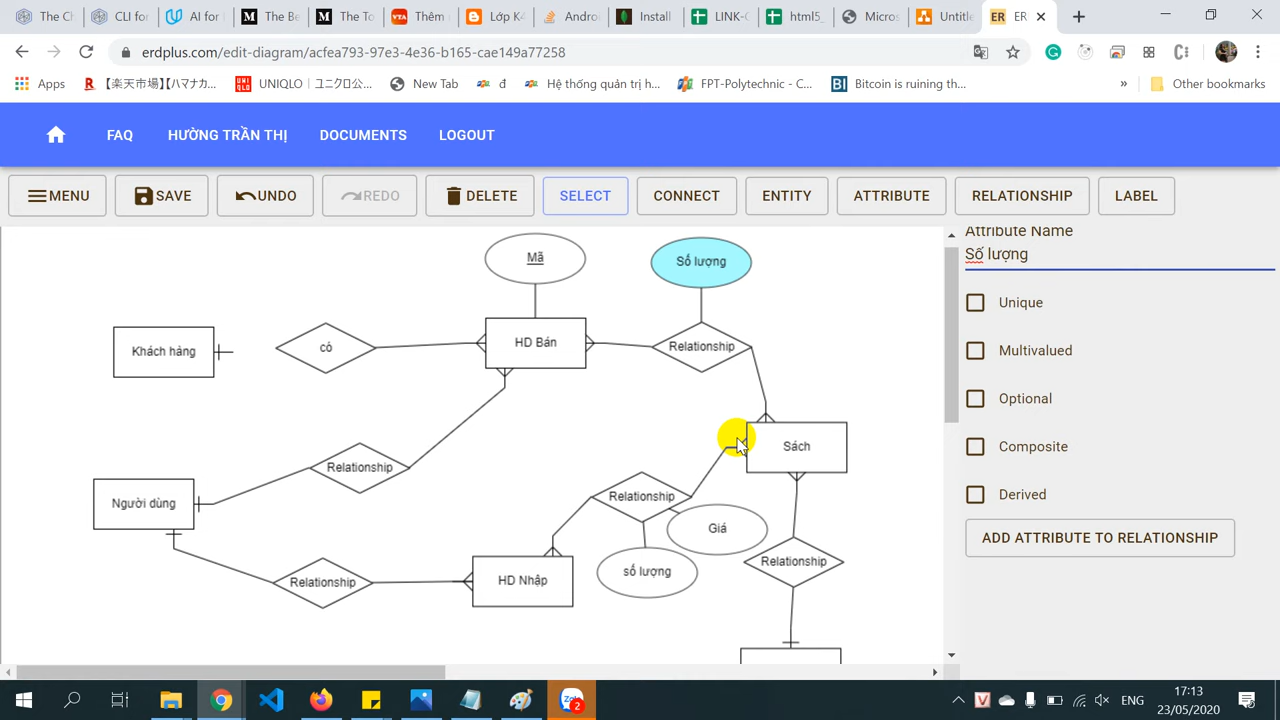 The Ch
CLI tool
AI for I
The Be
The To
Thêm
Lớp K4
Andro
Install
LINK-C
html5
Micros
Untitle
ER ER
erdplus.com/edit-diagram/acfea793-97e3-4e36-b165-cae149a77258
Apps
【楽天市場】【ハマナカ...
UNIQLO | ユニクロ公...
New Tab
đ
Hệ thống quản trị h...
FPT-Polytechnic - C...
Bitcoin is ruining th...
»
Other bookmarks
FAQ
HƯỜNG TRẦN THỊ
DOCUMENTS
LOGOUT
MENU
SAVE
UNDO
REDO
DELETE
SELECT
CONNECT
ENTITY
ATTRIBUTE
RELATIONSHIP
LABEL
Attribute Name
Số lượng
Unique
Multivalued
Optional
Composite
Derived
ADD ATTRIBUTE TO RELATIONSHIP
Mã
Số lượng
Khách hàng
có
HD Bán
Relationship
Sách
Relationship
Người dùng
Relationship
Giá
số lượng
Relationship
HD Nhập
Relationship
2
ENG
17:13
23/05/2020